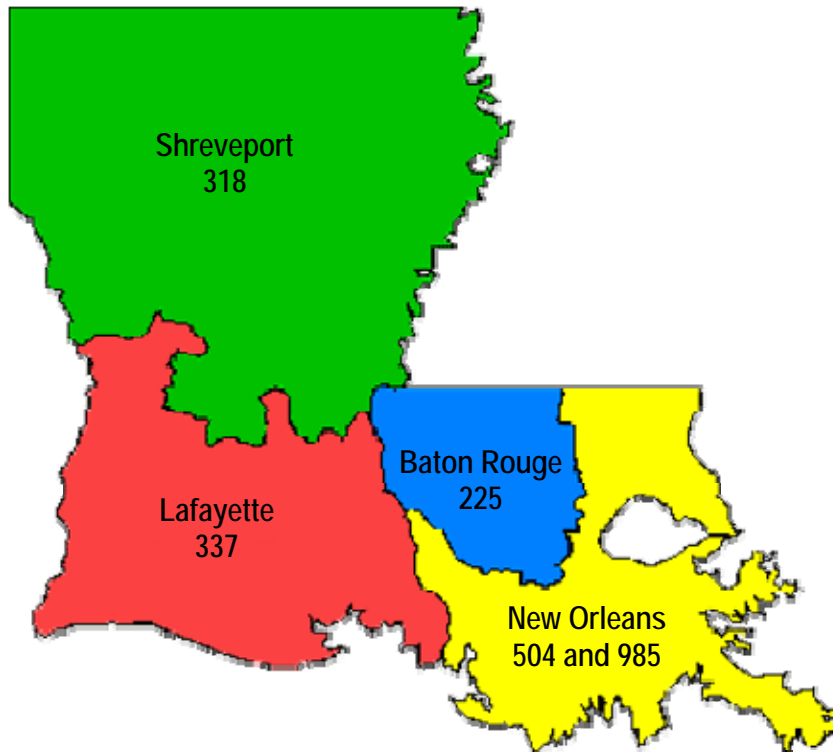 Shreveport
318
Baton Rouge
225
Lafayette
337
New Orleans
504 and 985